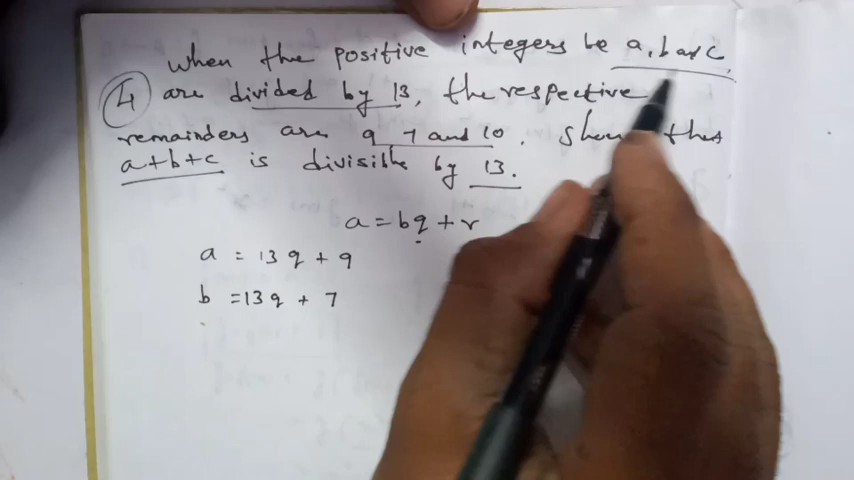 When the positive integers be a, b and c,
4 are divided by 13, the respective
remainders are 9 7 and 10. Show that
a+b+c is divisible by 13.
a = bq + r
a = 13q + 9
b = 13q + 7